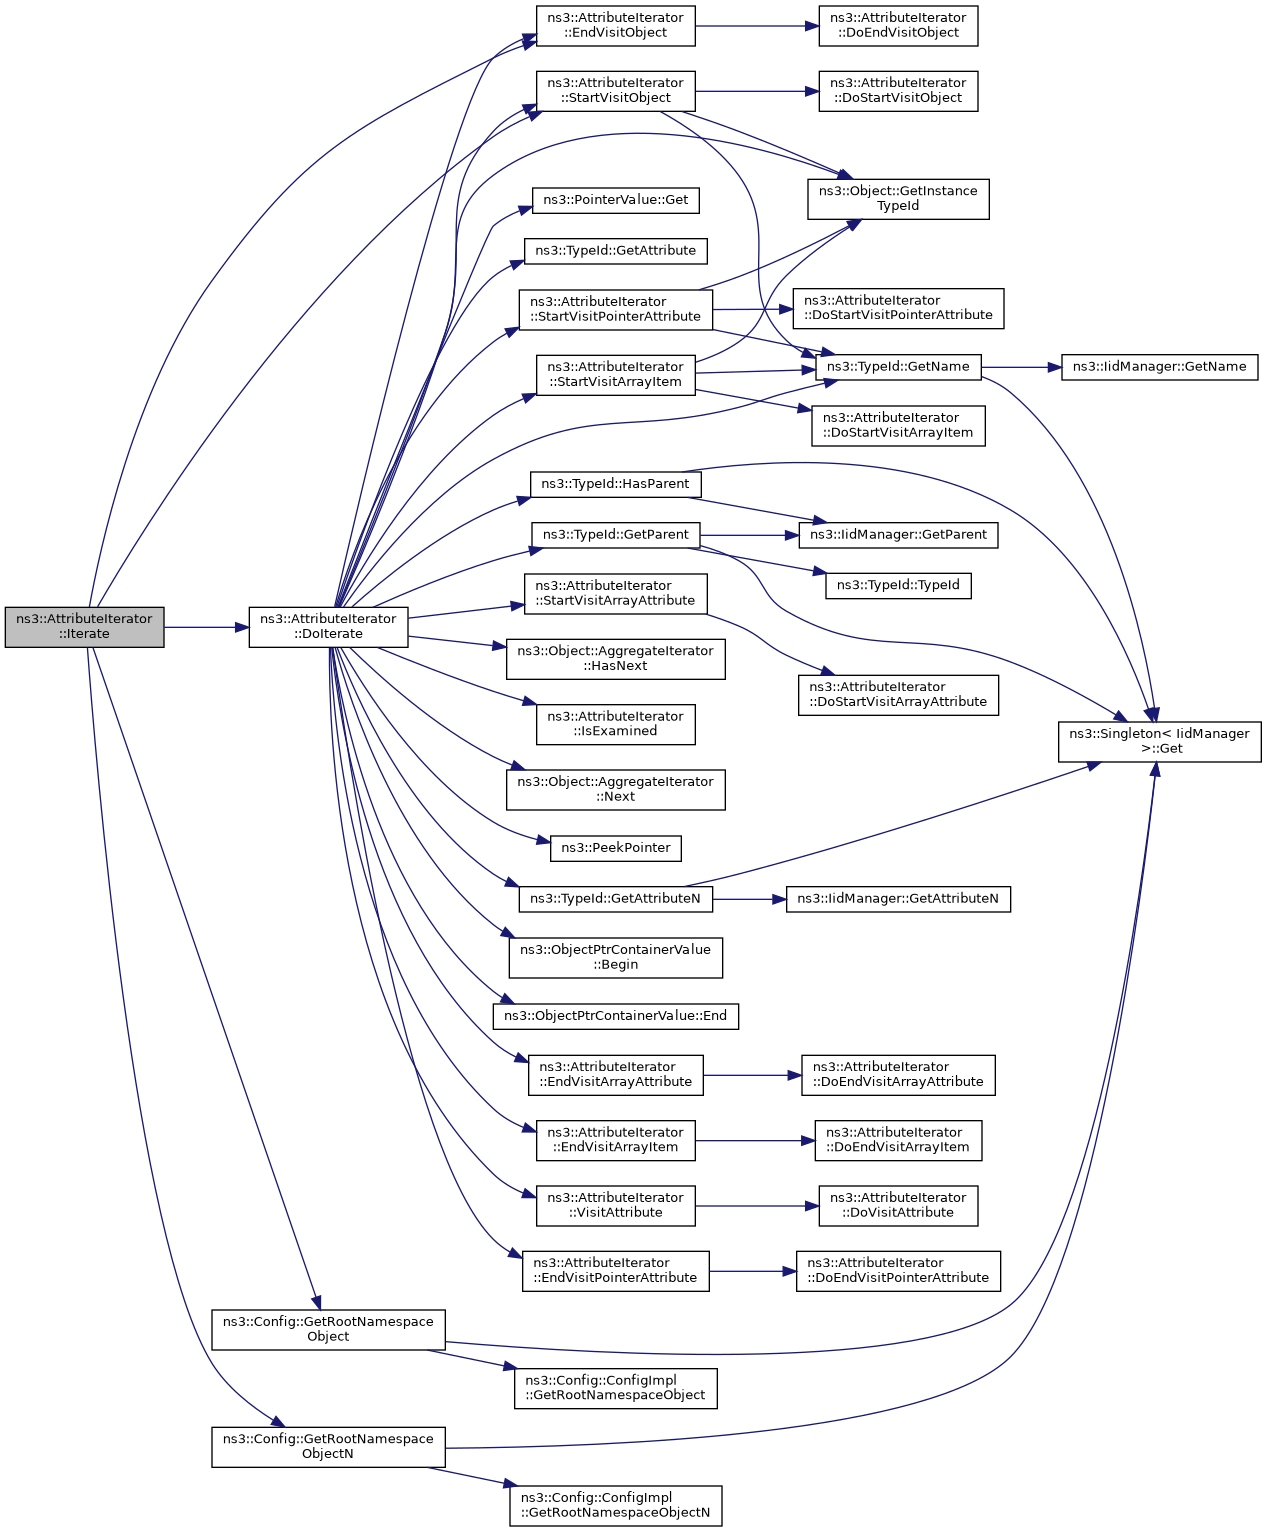 ns3::AttributeIterator
::Iterate
ns3::AttributeIterator
::DoIterate
ns3::AttributeIterator
::EndVisitObject
ns3::AttributeIterator
::DoEndVisitObject
ns3::AttributeIterator
::StartVisitObject
ns3::AttributeIterator
::DoStartVisitObject
ns3::Object::GetInstance
TypeId
ns3::PointerValue::Get
ns3::TypeId::GetAttribute
ns3::AttributeIterator
::StartVisitPointerAttribute
ns3::AttributeIterator
::DoStartVisitPointerAttribute
ns3::AttributeIterator
::StartVisitArrayItem
ns3::TypeId::GetName
ns3::IidManager::GetName
ns3::AttributeIterator
::DoStartVisitArrayItem
ns3::TypeId::HasParent
ns3::TypeId::GetParent
ns3::IidManager::GetParent
ns3::TypeId::TypeId
ns3::AttributeIterator
::StartVisitArrayAttribute
ns3::Object::AggregateIterator
::HasNext
ns3::AttributeIterator
::DoStartVisitArrayAttribute
ns3::AttributeIterator
::IsExamined
ns3::Singleton< IidManager
>::Get
ns3::Object::AggregateIterator
::Next
ns3::PeekPointer
ns3::TypeId::GetAttributeN
ns3::IidManager::GetAttributeN
ns3::ObjectPtrContainerValue
::Begin
ns3::ObjectPtrContainerValue::End
ns3::AttributeIterator
::EndVisitArrayAttribute
ns3::AttributeIterator
::DoEndVisitArrayAttribute
ns3::AttributeIterator
::EndVisitArrayItem
ns3::AttributeIterator
::DoEndVisitArrayItem
ns3::AttributeIterator
::VisitAttribute
ns3::AttributeIterator
::DoVisitAttribute
ns3::AttributeIterator
::EndVisitPointerAttribute
ns3::AttributeIterator
::DoEndVisitPointerAttribute
ns3::Config::GetRootNamespace
Object
ns3::Config::ConfigImpl
::GetRootNamespaceObject
ns3::Config::GetRootNamespace
ObjectN
ns3::Config::ConfigImpl
::GetRootNamespaceObjectN